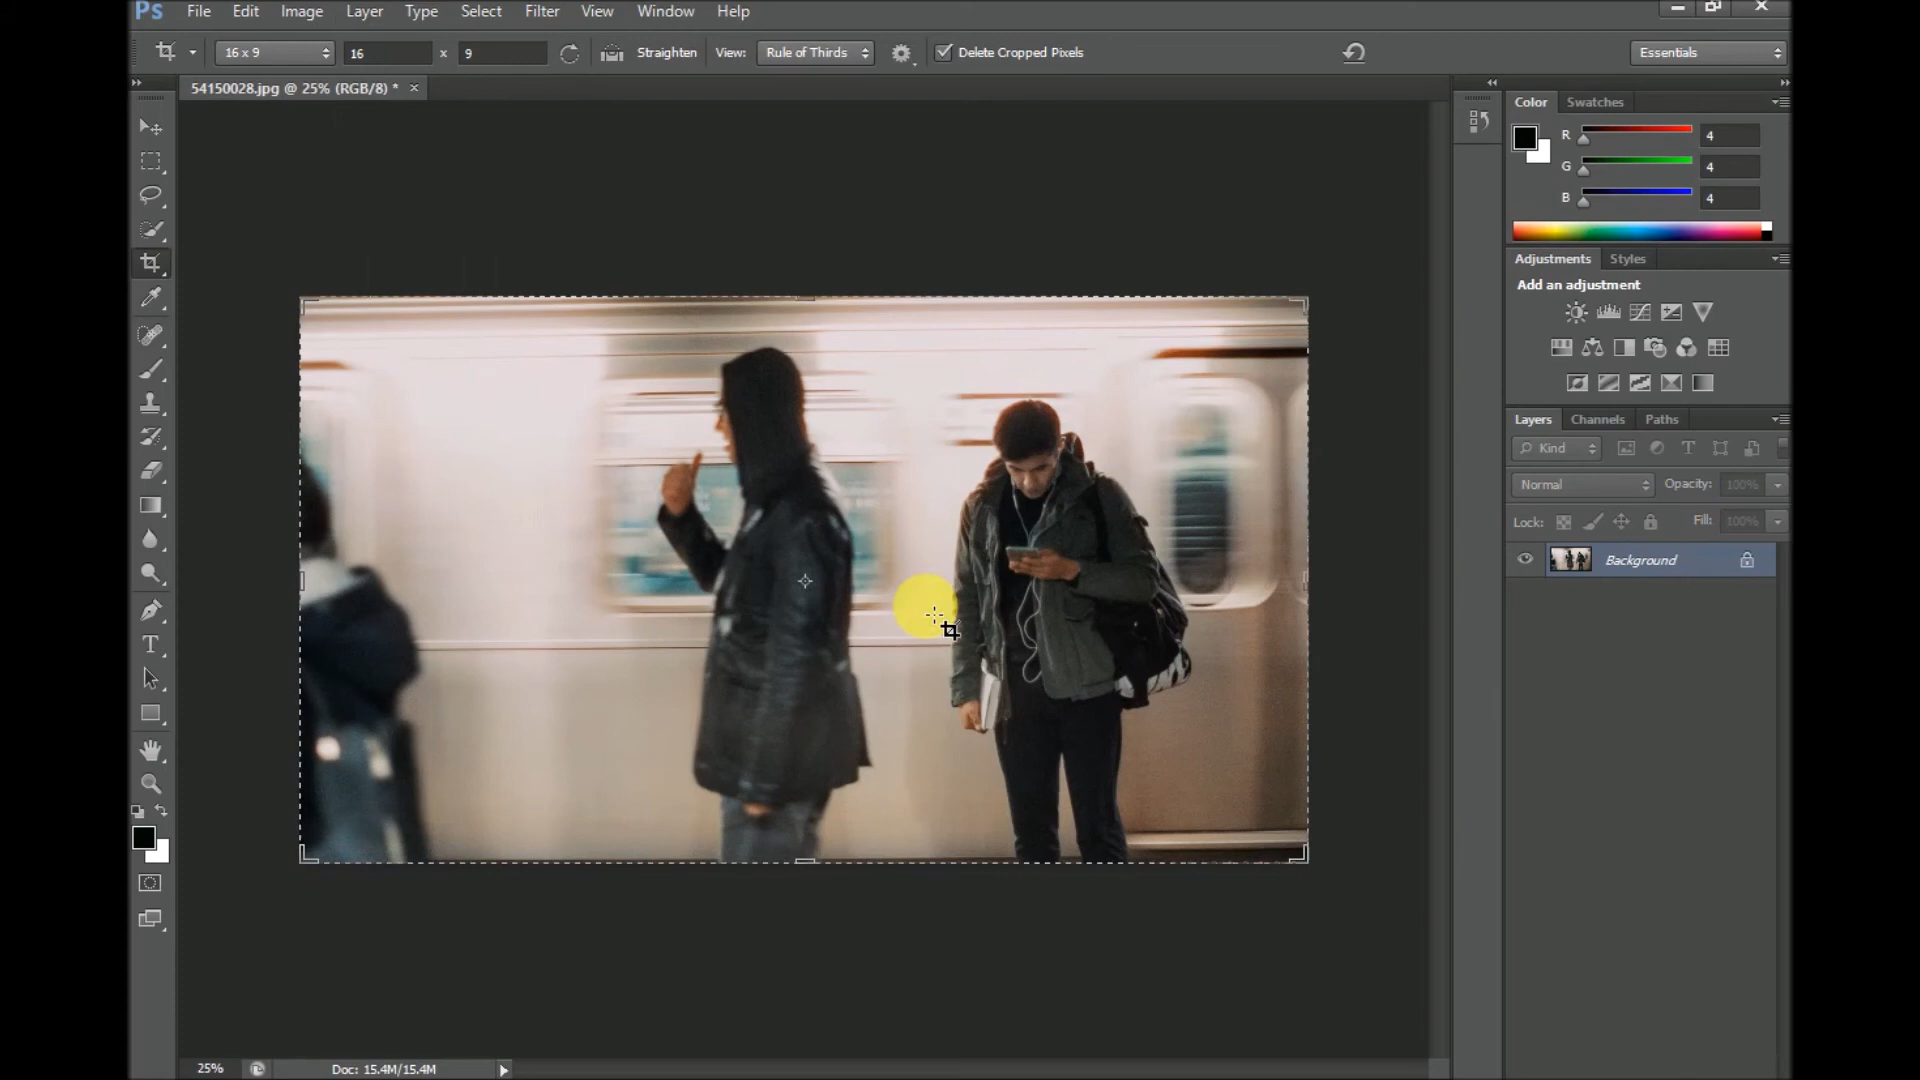 Ps File Edit Image Layer Type Select Filter View Window Help
16 x 9 16 x 9 Straighten View: Rule of Thirds Delete Cropped Pixels Essentials
54150028.jpg @ 25% (RGB/8) * ×
Color Swatches
R 4
G 4
B 4
Adjustments Styles
Add an adjustment
Layers Channels Paths
Kind
Normal Opacity: 100%
Lock: Fill: 100%
Background
25% Doc: 15.4M/15.4M